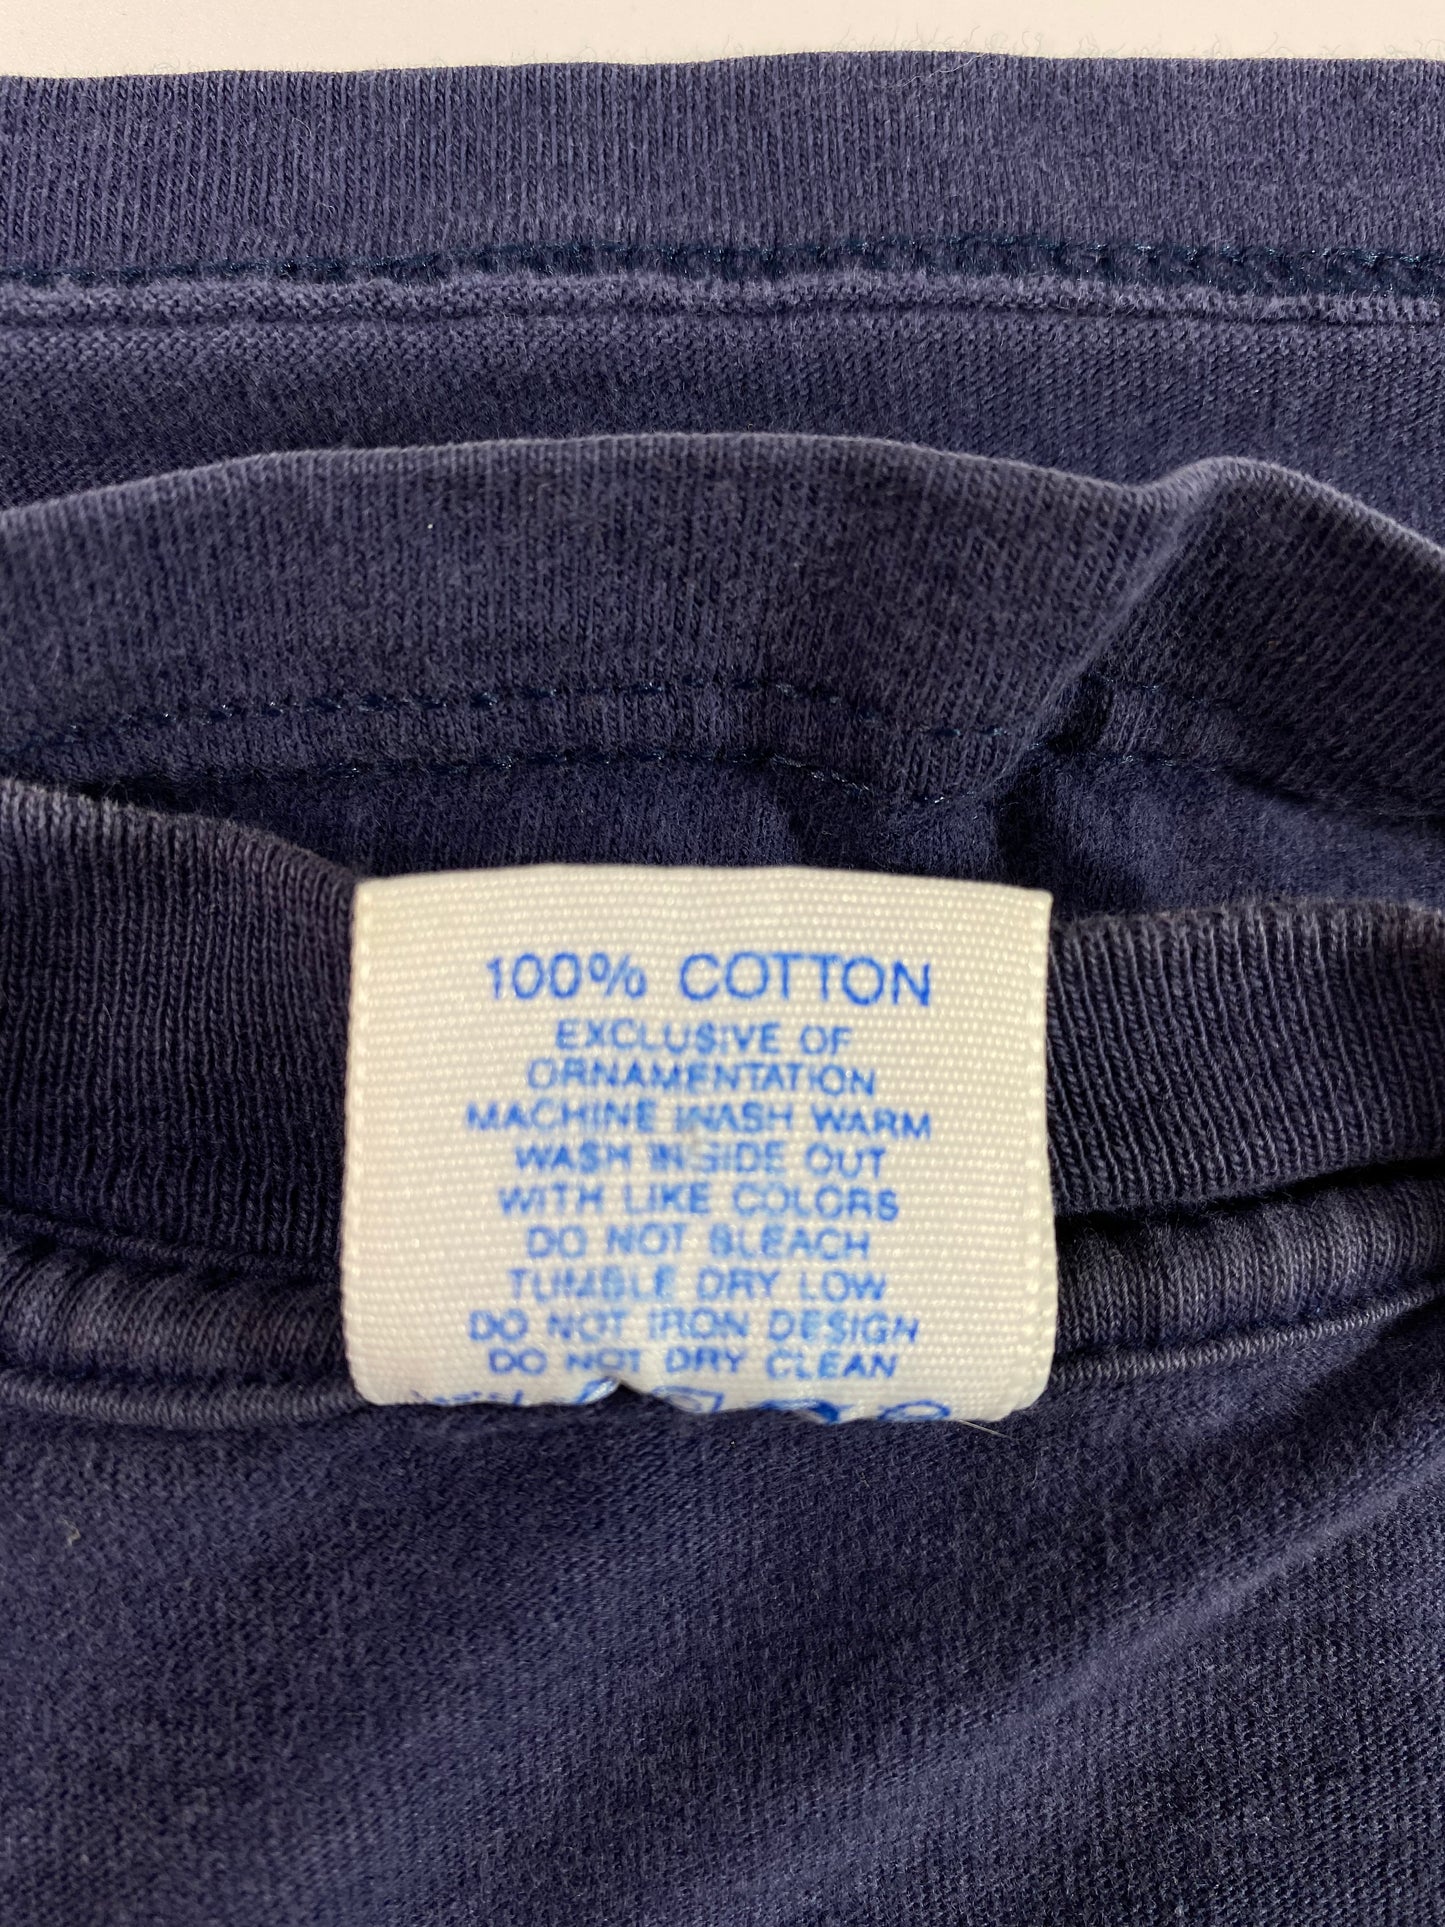 100% COTTON
EXCLUSIVE OF
ORNAMENTATION
MACHINE WASH WARM
WASH INSIDE OUT
WITH LIKE COLORS
DO NOT BLEACH
TUMBLE DRY LOW
DO NOT IRON DESIGN
DO NOT DRY CLEAN